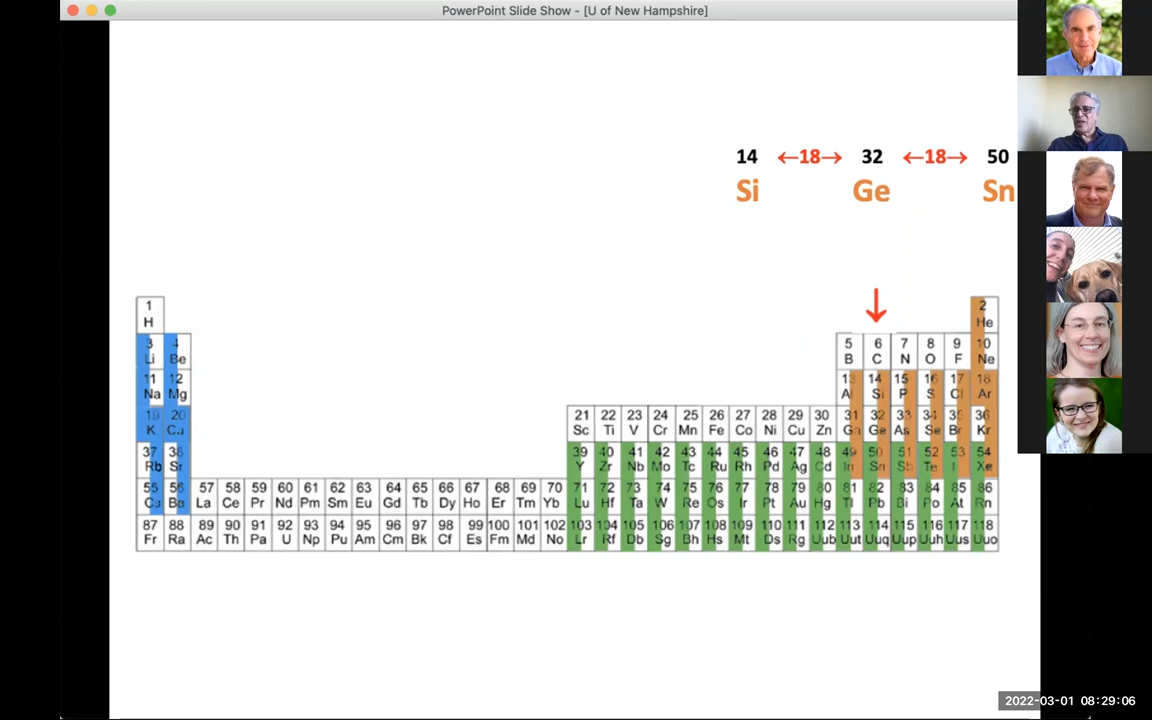 PowerPoint Slide Show - [U of New Hampshire]
14 ←18→ 32 ←18→ 50
Si Ge Sn
1 2
H He
3 4 5 6 7 8 9 10
Li Be B C N O F Ne
11 12 13 14 15 16 17 18
Na Mg Al Si P S Cl Ar
19 20 21 22 23 24 25 26 27 28 29 30 31 32 33 34 35 36
K Ca Sc Ti V Cr Mn Fe Co Ni Cu Zn Ga Ge As Se Br Kr
37 38 39 40 41 42 43 44 45 46 47 48 49 50 51 52 53 54
Rb Sr Y Zr Nb Mo Tc Ru Rh Pd Ag Cd In Sn Sb Te I Xe
55 56 57 58 59 60 61 62 63 64 65 66 67 68 69 70 71 72 73 74 75 76 77 78 79 80 81 82 83 84 85 86
Cs Ba La Ce Pr Nd Pm Sm Eu Gd Tb Dy Ho Er Tm Yb Lu Hf Ta W Re Os Ir Pt Au Hg Tl Pb Bi Po At Rn
87 88 89 90 91 92 93 94 95 96 97 98 99 100 101 102 103 104 105 106 107 108 109 110 111 112 113 114 115 116 117 118
Fr Ra Ac Th Pa U Np Pu Am Cm Bk Cf Es Fm Md No Lr Rf Db Sg Bh Hs Mt Ds Rg Uub Uut Uuq Uup Uuh Uus Uuo
2022-03-01 08:29:06